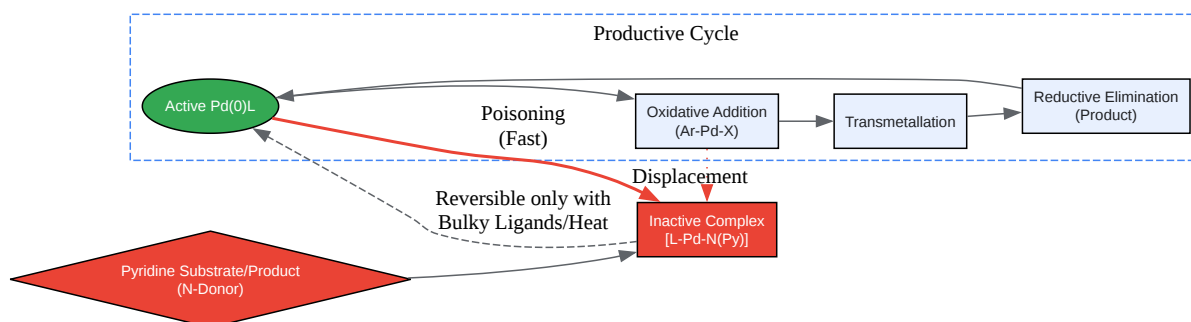 Productive Cycle
Active Pd(0)L
Poisoning
(Fast)
Oxidative Addition
(Ar-Pd-X)
Transmetallation
Reductive Elimination
(Product)
Displacement
Reversible only with
Bulky Ligands/Heat
Inactive Complex
[L-Pd-N(Py)]
Pyridine Substrate/Product
(N-Donor)